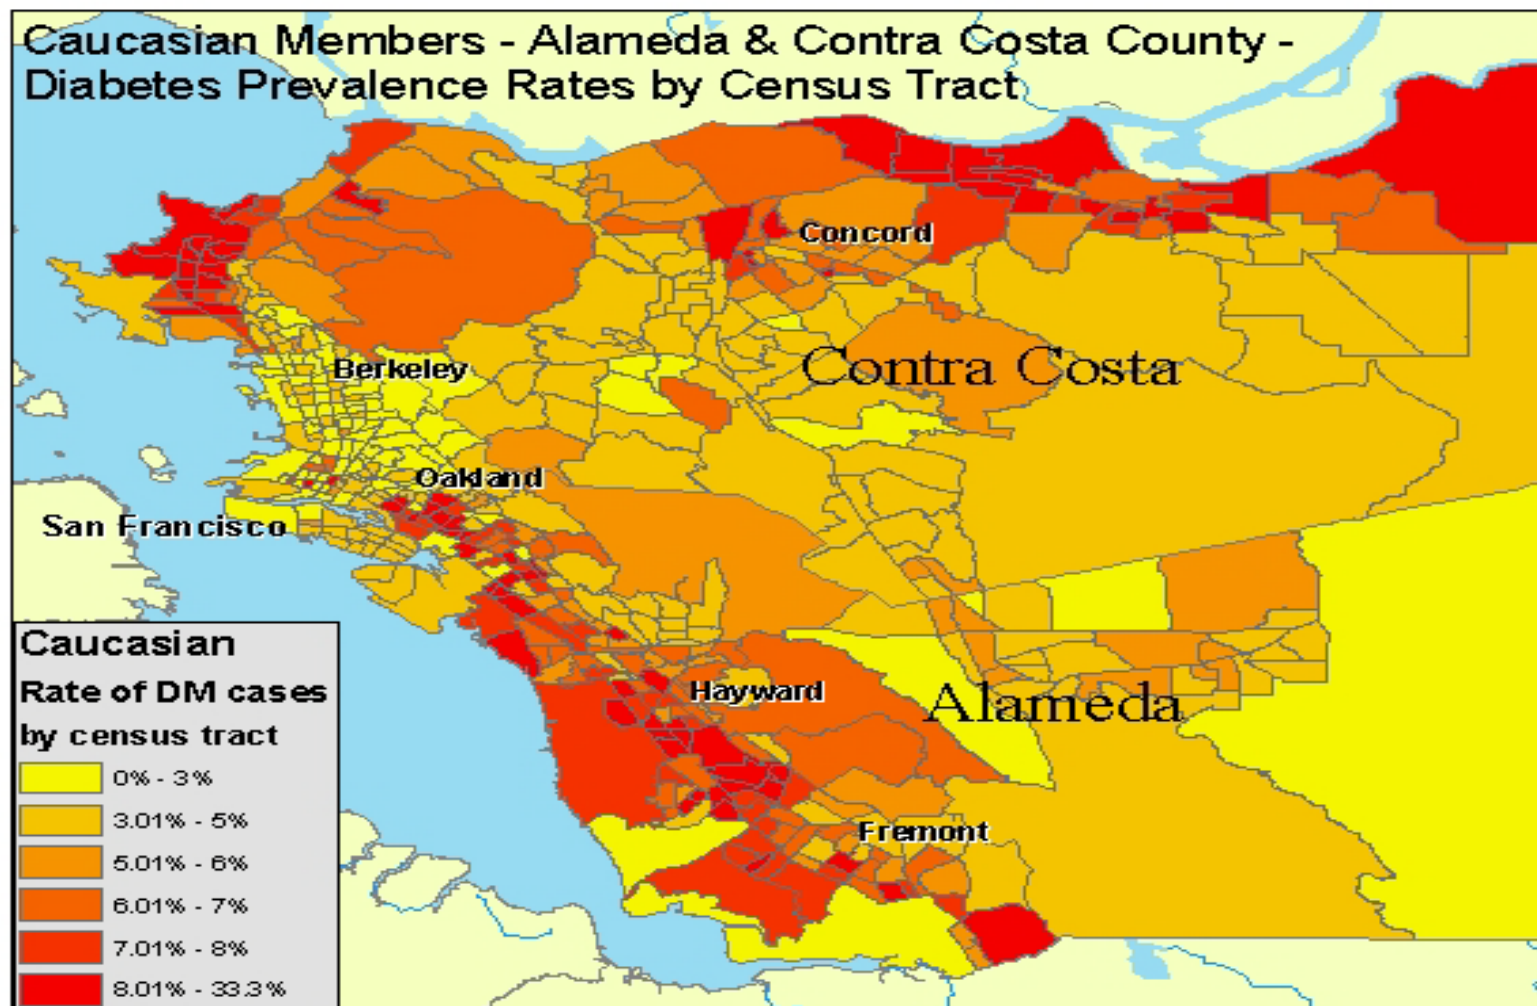 Caucasian Members - Alameda & Contra Costa County -
Diabetes Prevalence Rates by Census Tract
Concord
Contra Costa
Berkeley
Oakland
San Francisco
Hayward
Alameda
Fremont
Caucasian
Rate of DM cases
by census tract
0% - 3%
3.01% - 5%
5.01% - 6%
6.01% - 7%
7.01% - 8%
8.01% - 33.3%